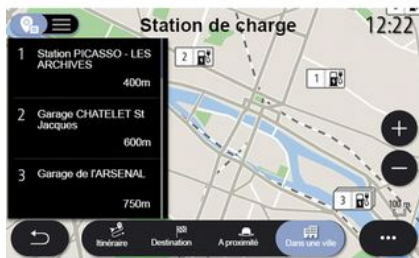 Station de charge
12:22
1 Station PICASSO - LES
ARCHIVES
400m
2 Garage CHATELET St
Jacques
600m
3 Garage de l'ARSENAL
750m
2
1
3
100 m
Itinéraire
Destination
A proximité
Dans une ville